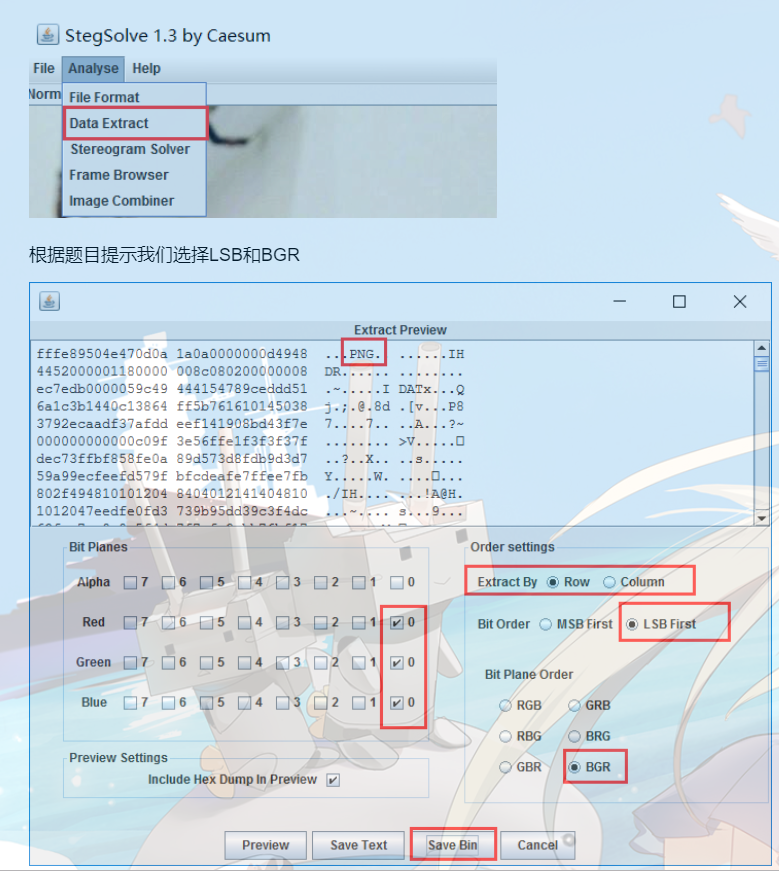 StegSolve 1.3 by Caesum
File Analyse Help
Norm
File Format
Data Extract
Stereogram Solver
Frame Browser
Image Combiner
根据题目提示我们选择LSB和BGR
Extract Preview
fffe89504e470d0a 1a0a0000000d4948 ...PNG. ......IH
4452000001180000 008c080200000008 DR...... ........
ec7edb0000059c49 444154789ceddd51 .~.....I DATx...Q
6a1c3b1440c13864 ff5b761610145038 j.;.@.8d .[v...P8
3792ecaadf37afdd eef141908bd43f7e 7....7.. ..A...?~
000000000000c09f 3e56ffe1f3f3f37f ........ >V.....□
dec73ffbf858fe0a 89d573d8fdb9d3d7 ..?..X.. ..s.....
59a99ecfeefd579f bfcdeafe7ffee7fb Y.....W. ....□...
802f494810101204 8404012141404810 ./IH.... ...!A@H.
1012047eedfe0fd3 739b95dd39c3f4dc ...~.... s...9...
Bit Planes
Alpha 7 6 5 4 3 2 1 0
Red 7 6 5 4 3 2 1 0
Green 7 6 5 4 3 2 1 0
Blue 7 6 5 4 3 2 1 0
Preview Settings
Include Hex Dump In Preview
Order settings
Extract By Row Column
Bit Order MSB First LSB First
Bit Plane Order
RGB GRB
RBG BRG
GBR BGR
Preview Save Text Save Bin Cancel